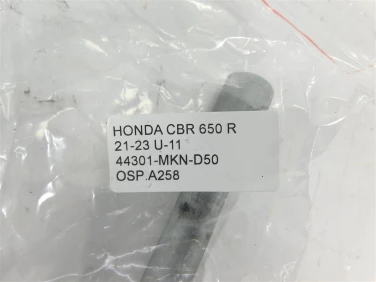 HONDA CBR 650 R
21-23 U-11
44301-MKN-D50
OSP.A258